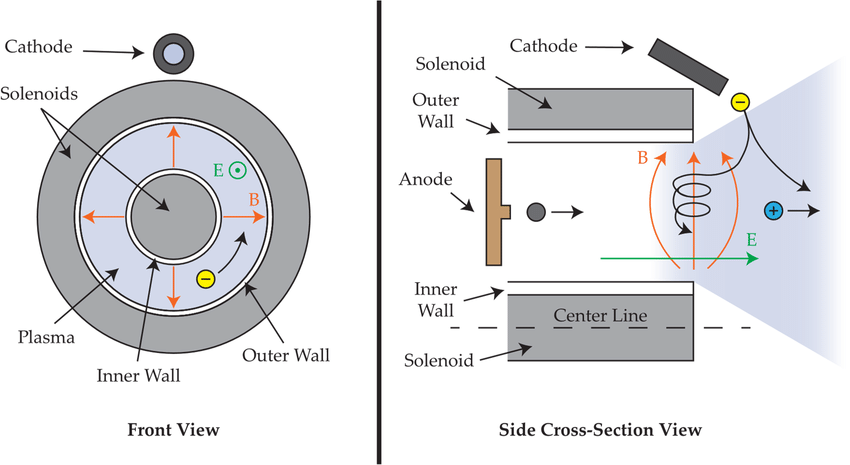 Cathode
Solenoids
E
B
−
Plasma
Inner Wall
Outer Wall
Front View
Cathode
Solenoid
Outer
Wall
−
B
Anode
+
E
Inner
Wall
Center Line
Solenoid
Side Cross-Section View